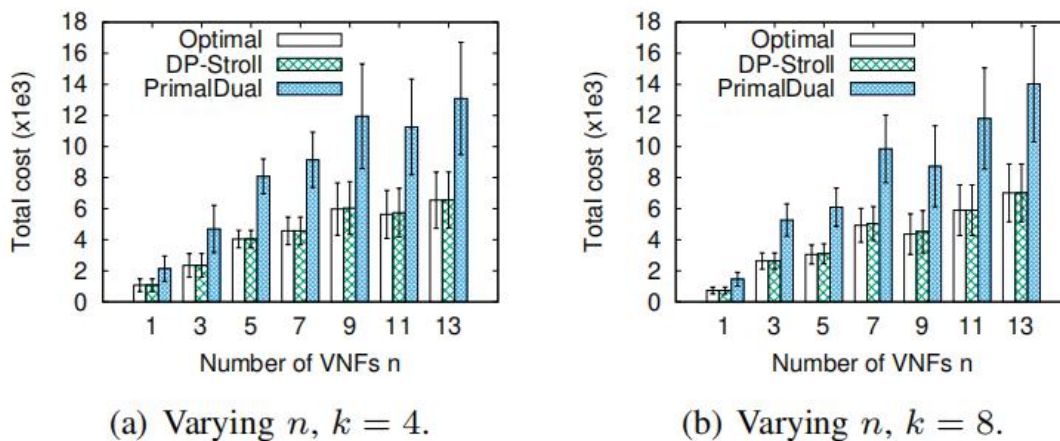 18
16
14
12
10
8
6
4
2
0
Total cost (x1e3)
Optimal
DP-Stroll
PrimalDual
1 3 5 7 9 11 13
Number of VNFs n
(a) Varying n, k = 4.
18
16
14
12
10
8
6
4
2
0
Total cost (x1e3)
Optimal
DP-Stroll
PrimalDual
1 3 5 7 9 11 13
Number of VNFs n
(b) Varying n, k = 8.